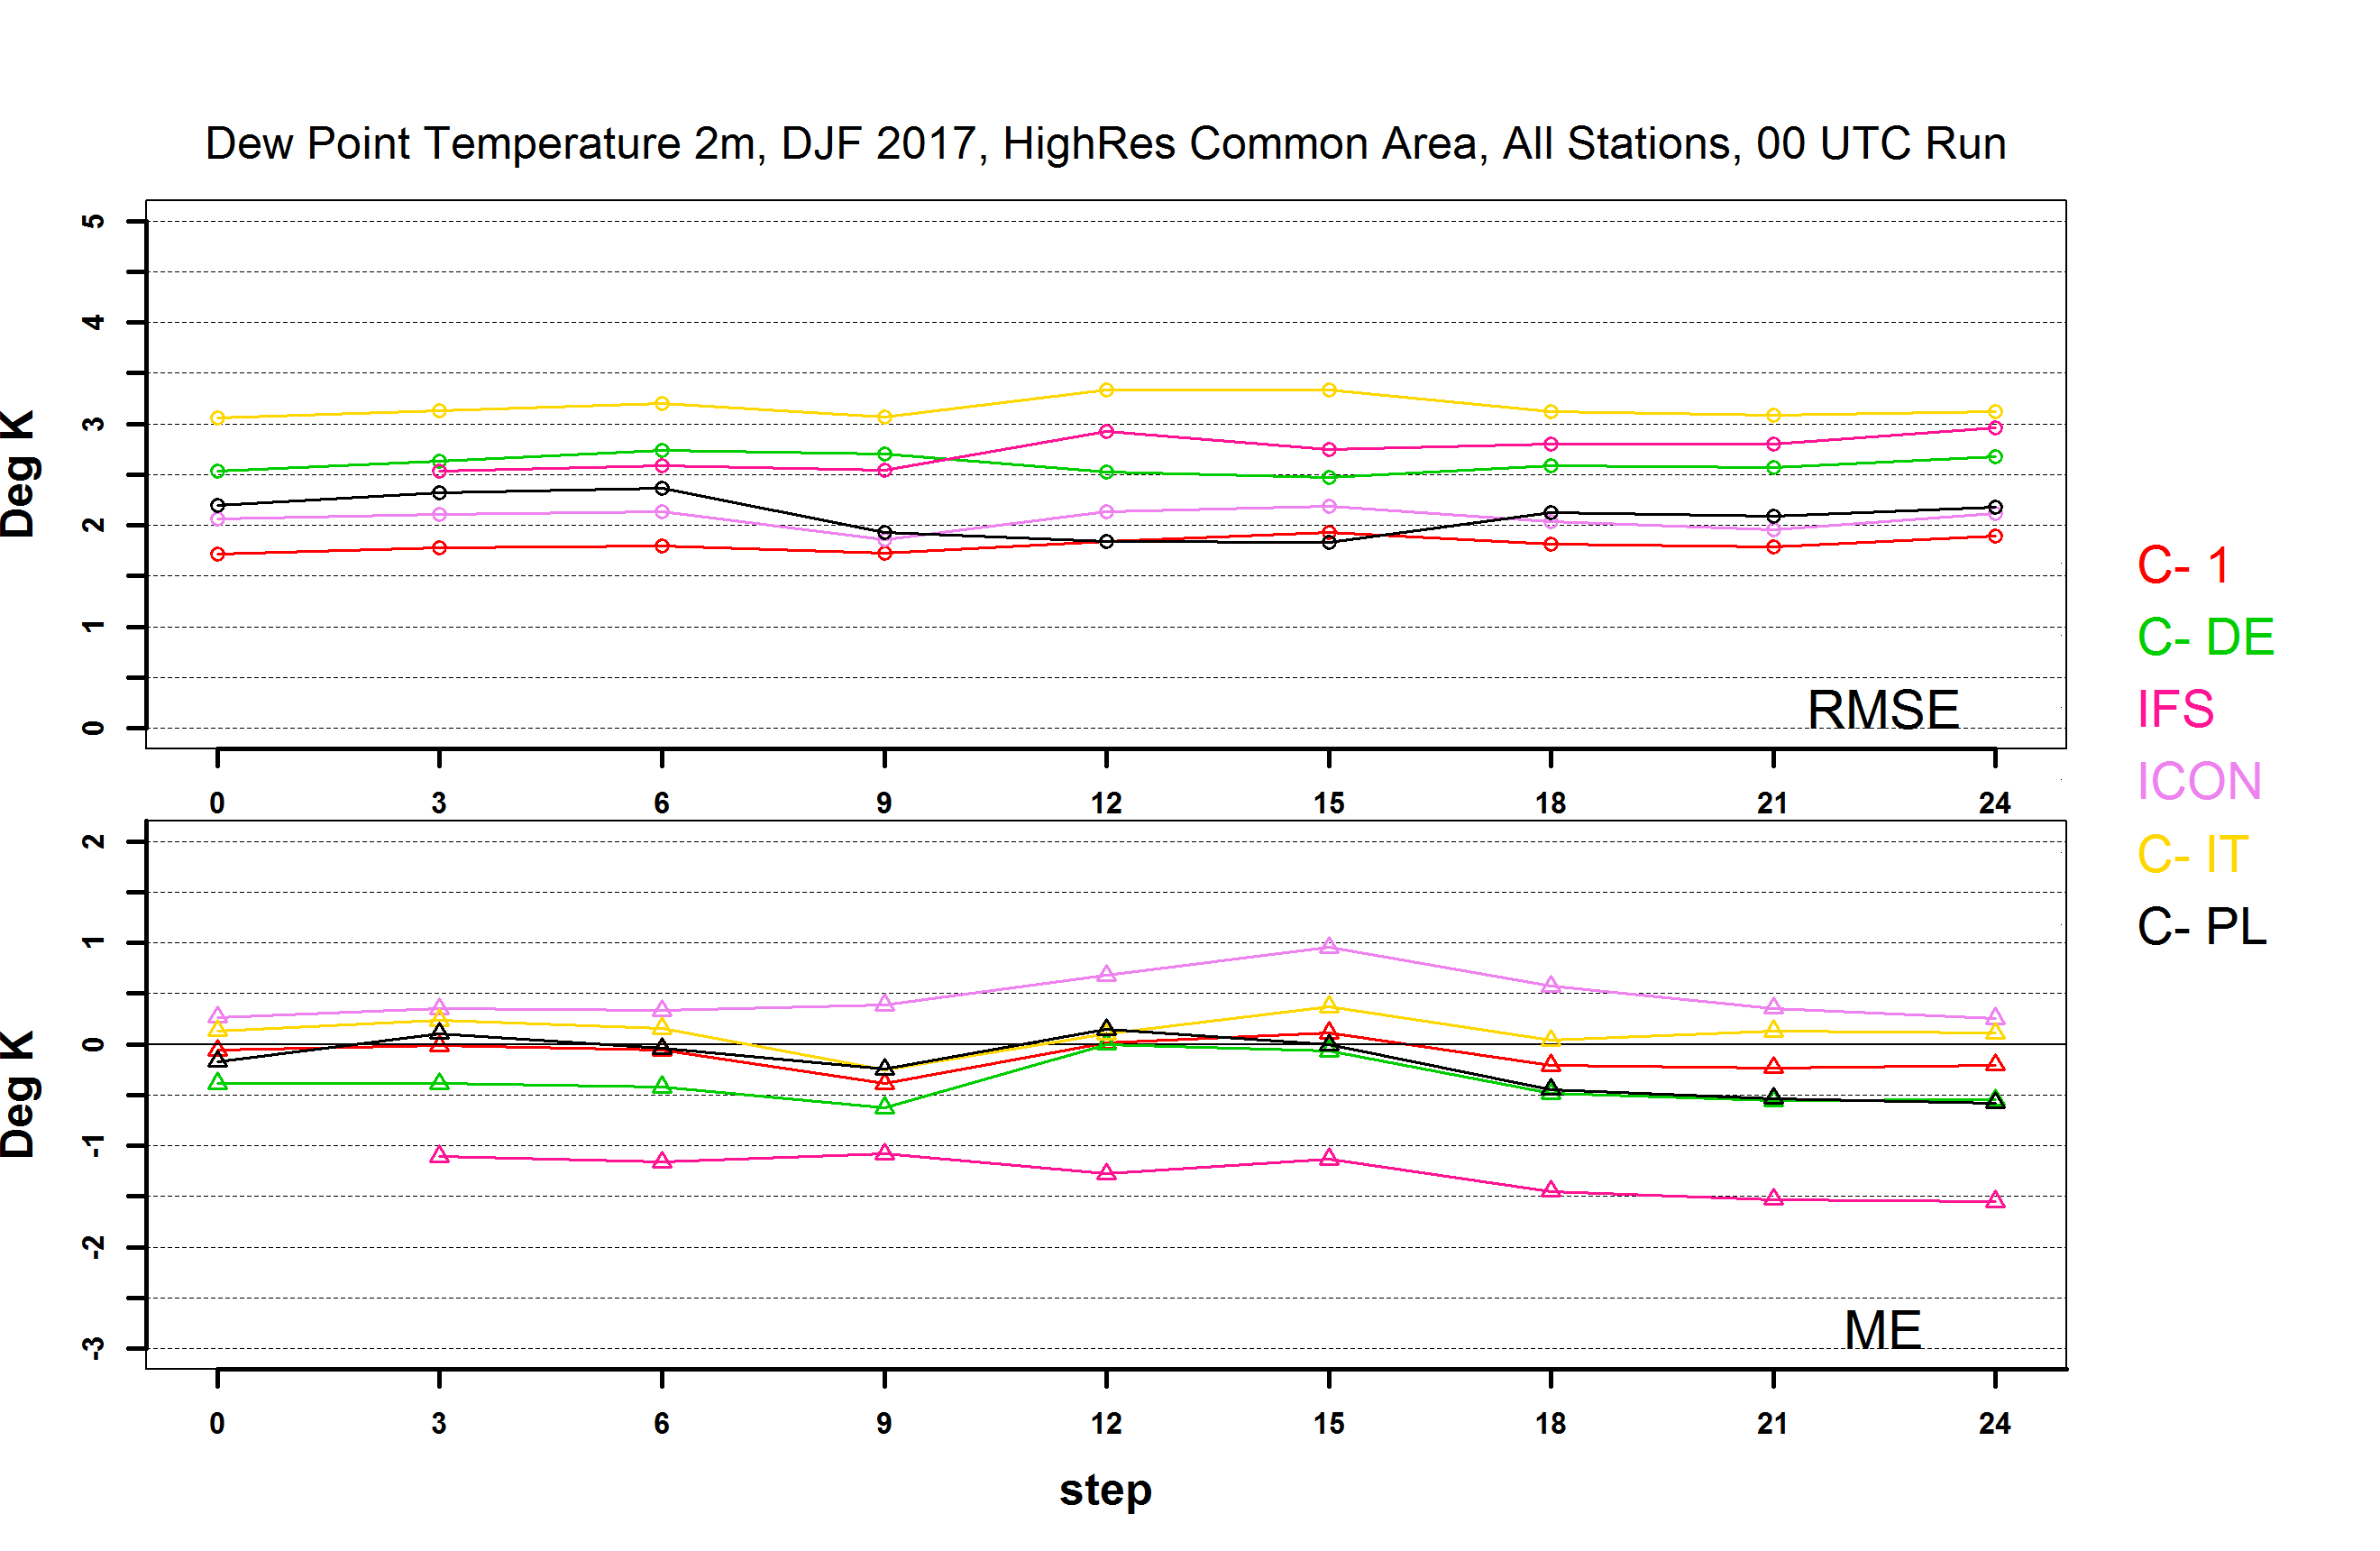 Dew Point Temperature 2m, DJF 2017, HighRes Common Area, All Stations, 00 UTC Run
Deg K
5
4
3
2
1
0
RMSE
0 3 6 9 12 15 18 21 24
C- 1
C- DE
IFS
ICON
C- IT
C- PL
Deg K
2
1
0
-1
-2
-3
ME
0 3 6 9 12 15 18 21 24
step